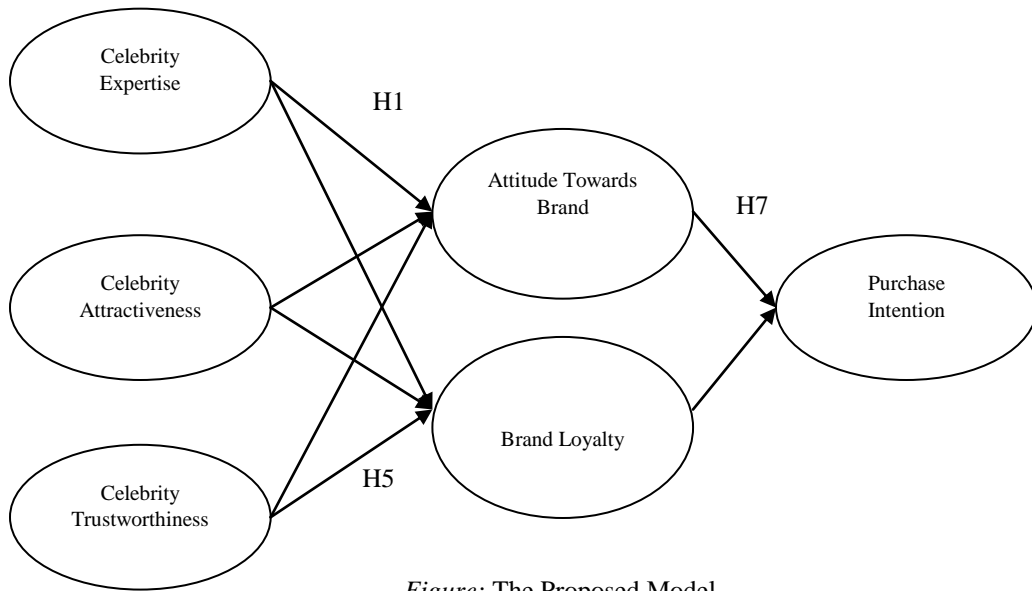 Celebrity
Expertise
H1
Attitude Towards
Brand
H7
Celebrity
Attractiveness
Purchase
Intention
Brand Loyalty
H5
Celebrity
Trustworthiness
Figure: The Proposed Model